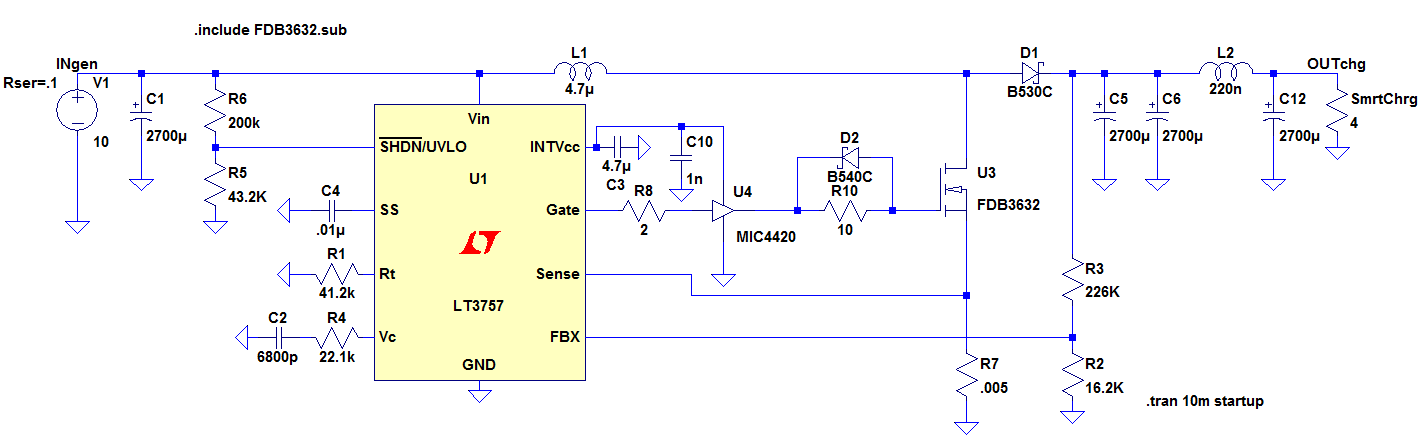 .include FDB3632.sub
INgen
Rser=.1
V1
10
C1
2700µ
R6
200k
R5
43.2K
L1
4.7µ
D1
B530C
L2
220n
OUTchg
C5
2700µ
C6
2700µ
C12
2700µ
SmrtChrg
4
Vin
SHDN/UVLO
INTVcc
U1
SS
Gate
Rt
Sense
LT3757
Vc
FBX
GND
C4
.01µ
R1
41.2k
C2
6800p
R4
22.1k
4.7µ
C3
C10
1n
R8
2
U4
MIC4420
D2
B540C
R10
10
U3
FDB3632
R3
226K
R7
.005
R2
16.2K
.tran 10m startup